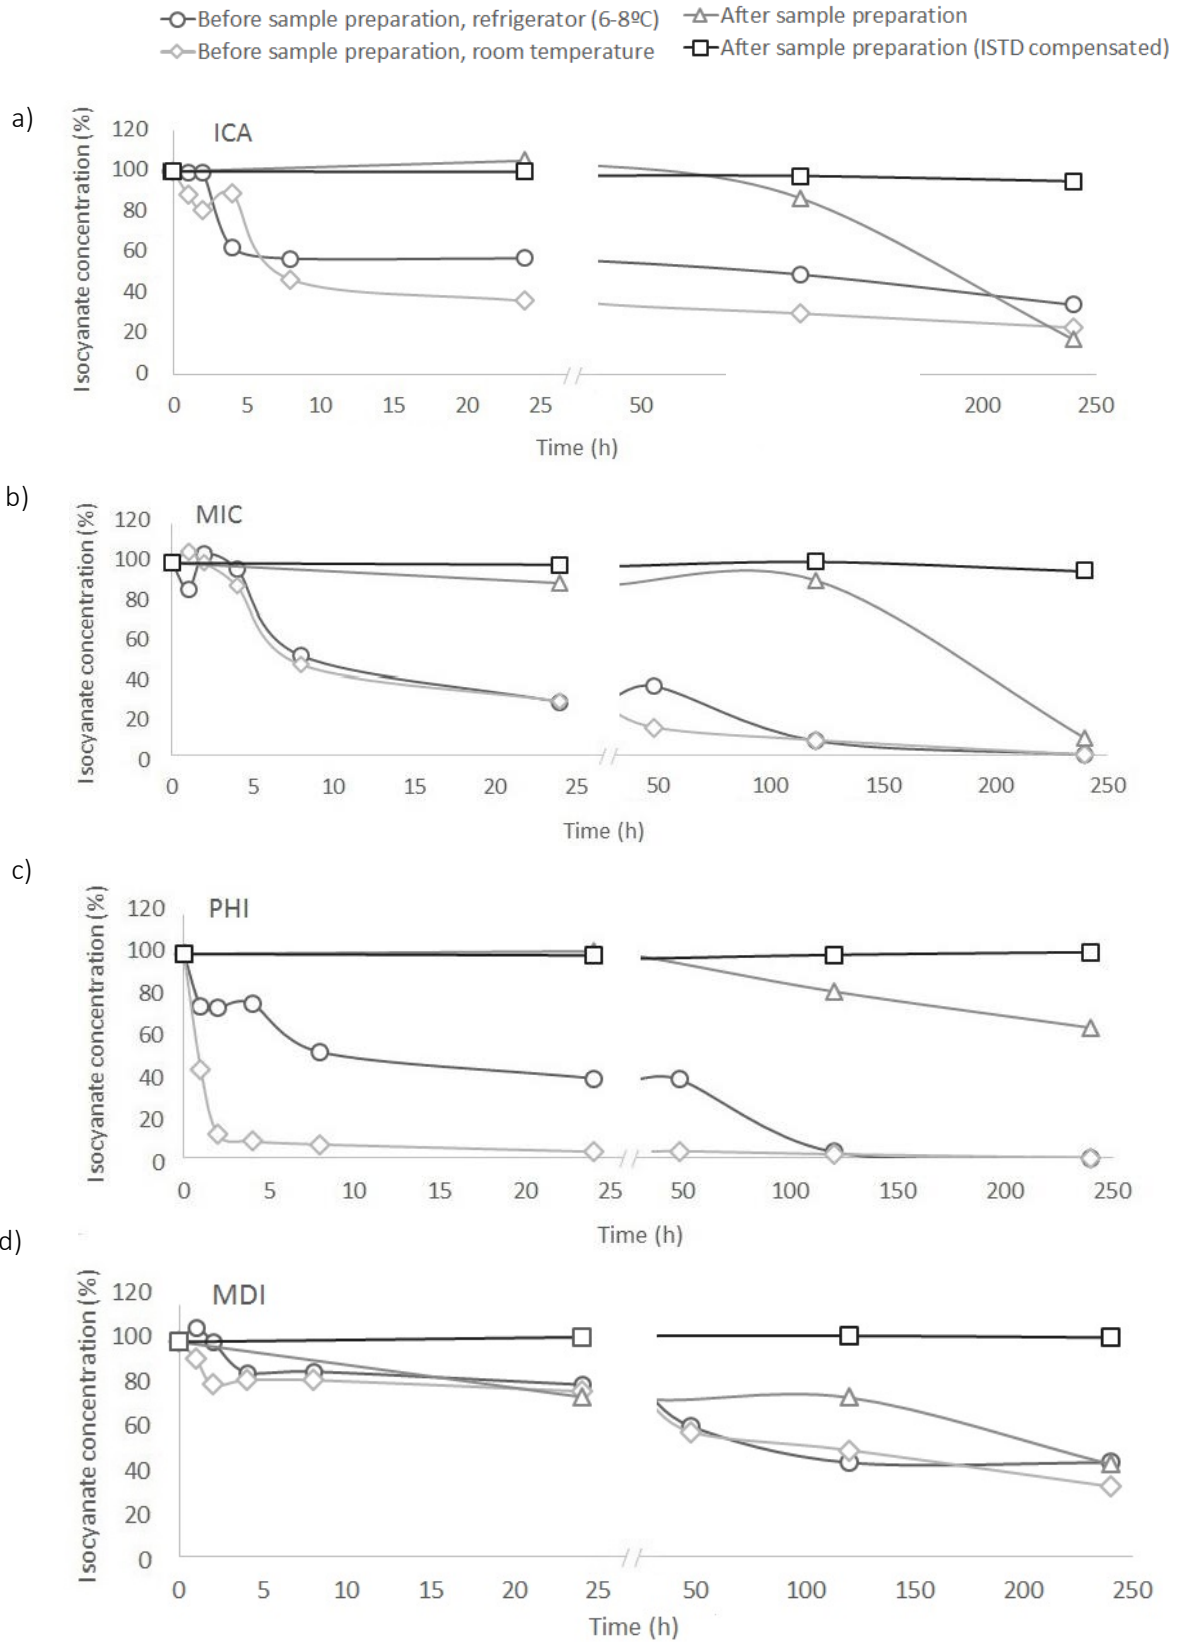 Before sample preparation, refrigerator (6-8ºC)
After sample preparation
Before sample preparation, room temperature
After sample preparation (ISTD compensated)
a)
Isocyanate concentration (%)
ICA
120
100
80
60
40
20
0
0 5 10 15 20 25 50 200 250
Time (h)
b)
Isocyanate concentration (%)
MIC
120
100
80
60
40
20
0
0 5 10 15 20 25 50 100 150 200 250
Time (h)
c)
Isocyanate concentration (%)
PHI
120
100
80
60
40
20
0
0 5 10 15 20 25 50 100 150 200 250
Time (h)
d)
Isocyanate concentration (%)
MDI
120
100
80
60
40
20
0
0 5 10 15 20 25 50 100 150 200 250
Time (h)